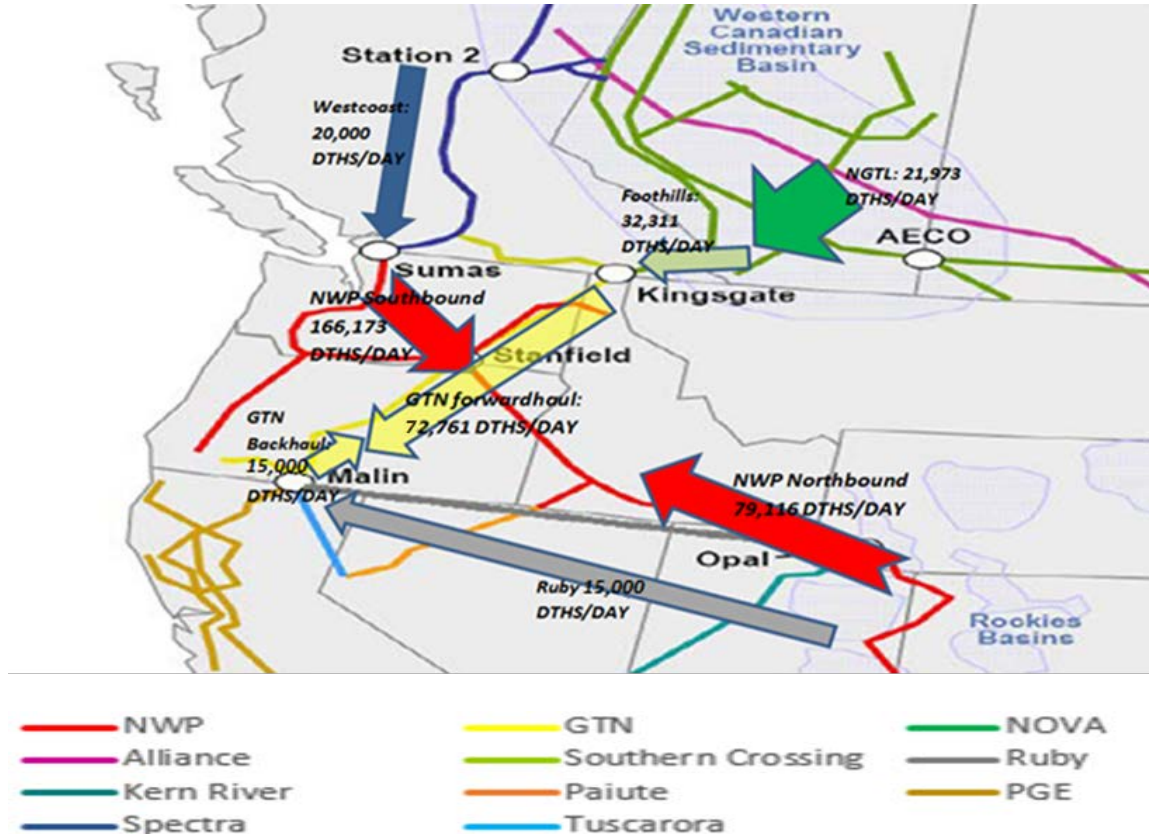 Western
Canadian
Sedimentary
Basin
Station 2
Westcoast:
20,000
DTHS/DAY
NGTL: 21,973
DTHS/DAY
Foothills:
32,311
DTHS/DAY
AECO
Sumas
Kingsgate
NWP Southbound
166,173
DTHS/DAY
Stanfield
GTN forwardhaul:
72,761 DTHS/DAY
GTN
Backhaul:
15,000
DTHS/DAY
Malin
NWP Northbound
79,116 DTHS/DAY
Opal
Ruby 15,000
DTHS/DAY
Rockies
Basins
NWP GTN NOVA
Alliance Southern Crossing Ruby
Kern River Paiute PGE
Spectra Tuscarora